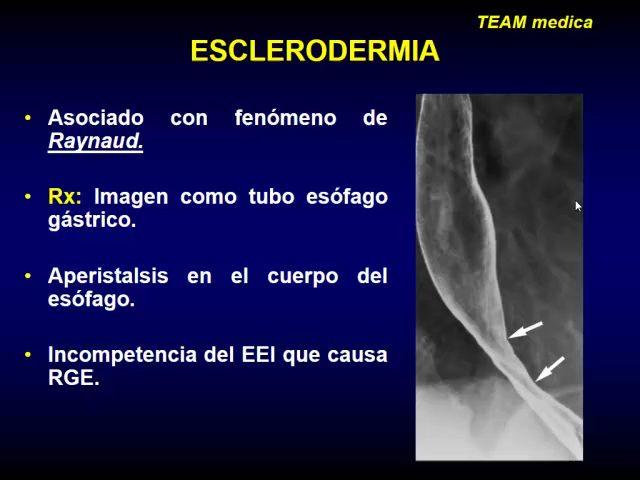 TEAM medica
ESCLERODERMIA
• Asociado con fenómeno de
Raynaud.
• Rx: Imagen como tubo esófago
gástrico.
• Aperistalsis en el cuerpo del
esófago.
• Incompetencia del EEI que causa
RGE.